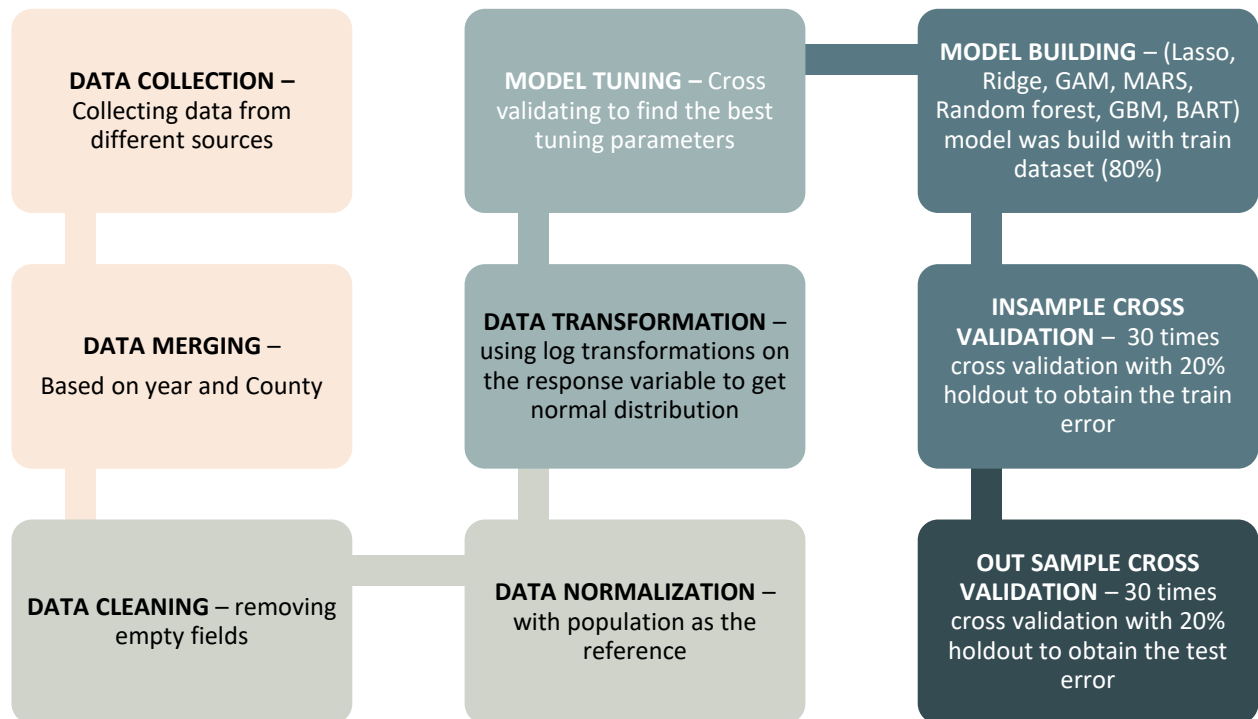 DATA COLLECTION –
Collecting data from
different sources
DATA MERGING –
Based on year and County
DATA CLEANING – removing
empty fields
DATA NORMALIZATION –
with population as the
reference
DATA TRANSFORMATION –
using log transformations on
the response variable to get
normal distribution
MODEL TUNING – Cross
validating to find the best
tuning parameters
MODEL BUILDING – (Lasso,
Ridge, GAM, MARS,
Random forest, GBM, BART)
model was build with train
dataset (80%)
INSAMPLE CROSS
VALIDATION – 30 times
cross validation with 20%
holdout to obtain the train
error
OUT SAMPLE CROSS
VALIDATION – 30 times
cross validation with 20%
holdout to obtain the test
error